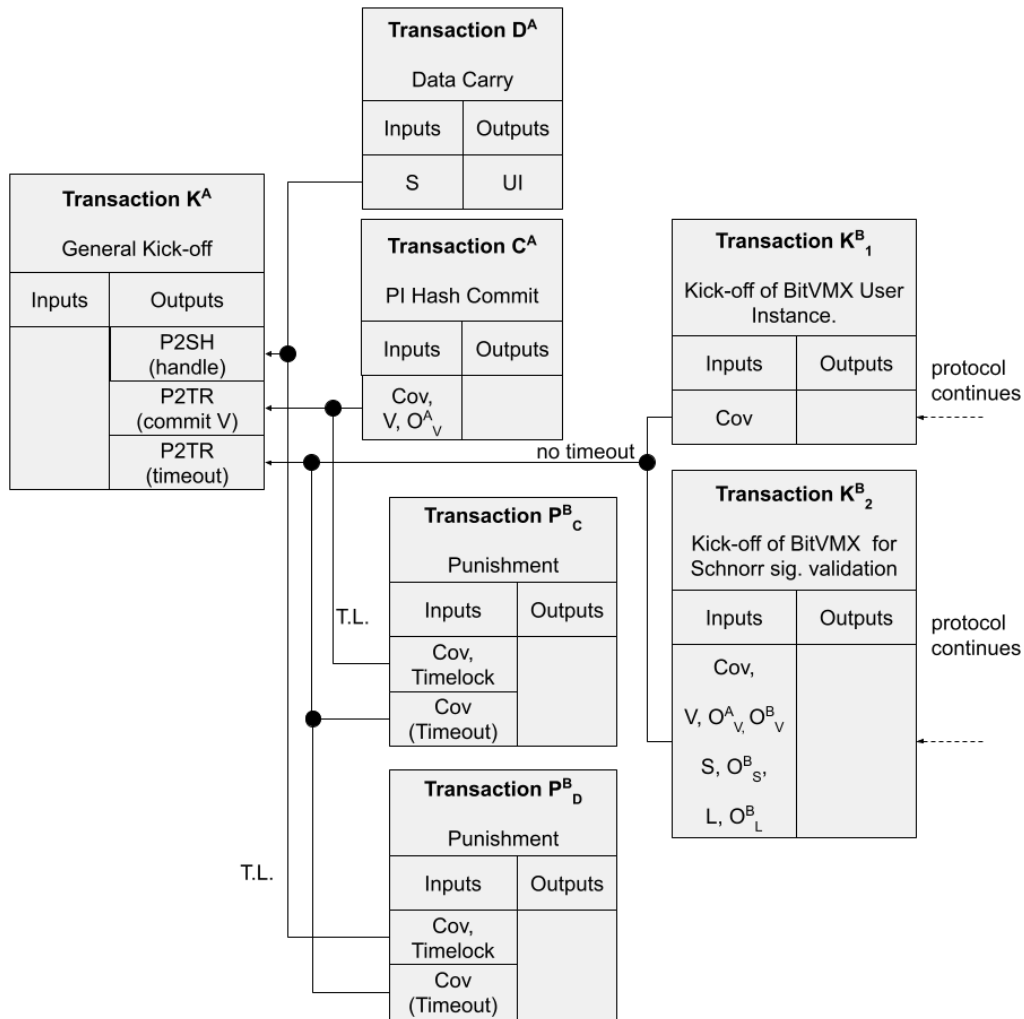 Transaction D^A
Data Carry
Inputs Outputs
S UI
Transaction K^A
General Kick-off
Inputs Outputs
P2SH
(handle)
P2TR
(commit V)
P2TR
(timeout)
Transaction C^A
PI Hash Commit
Inputs Outputs
Cov,
V, O^A_V
Transaction K^B_1
Kick-off of BitVMX User
Instance.
Inputs Outputs
Cov
protocol
continues
no timeout
Transaction K^B_2
Kick-off of BitVMX for
Schnorr sig. validation
Inputs Outputs
Cov,
V, O^A_V, O^B_V
S, O^B_S,
L, O^B_L
protocol
continues
Transaction P^B_C
Punishment
Inputs Outputs
T.L.
Cov,
Timelock
Cov
(Timeout)
Transaction P^B_D
Punishment
Inputs Outputs
T.L.
Cov,
Timelock
Cov
(Timeout)